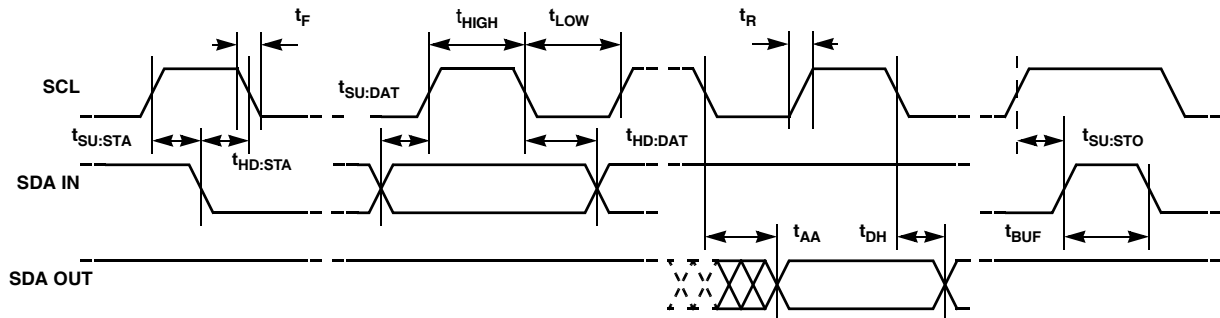 tF
tHIGH
tLOW
tR
SCL
tSU:DAT
tSU:STA
tHD:STA
tHD:DAT
tSU:STO
SDA IN
tAA
tDH
tBUF
SDA OUT